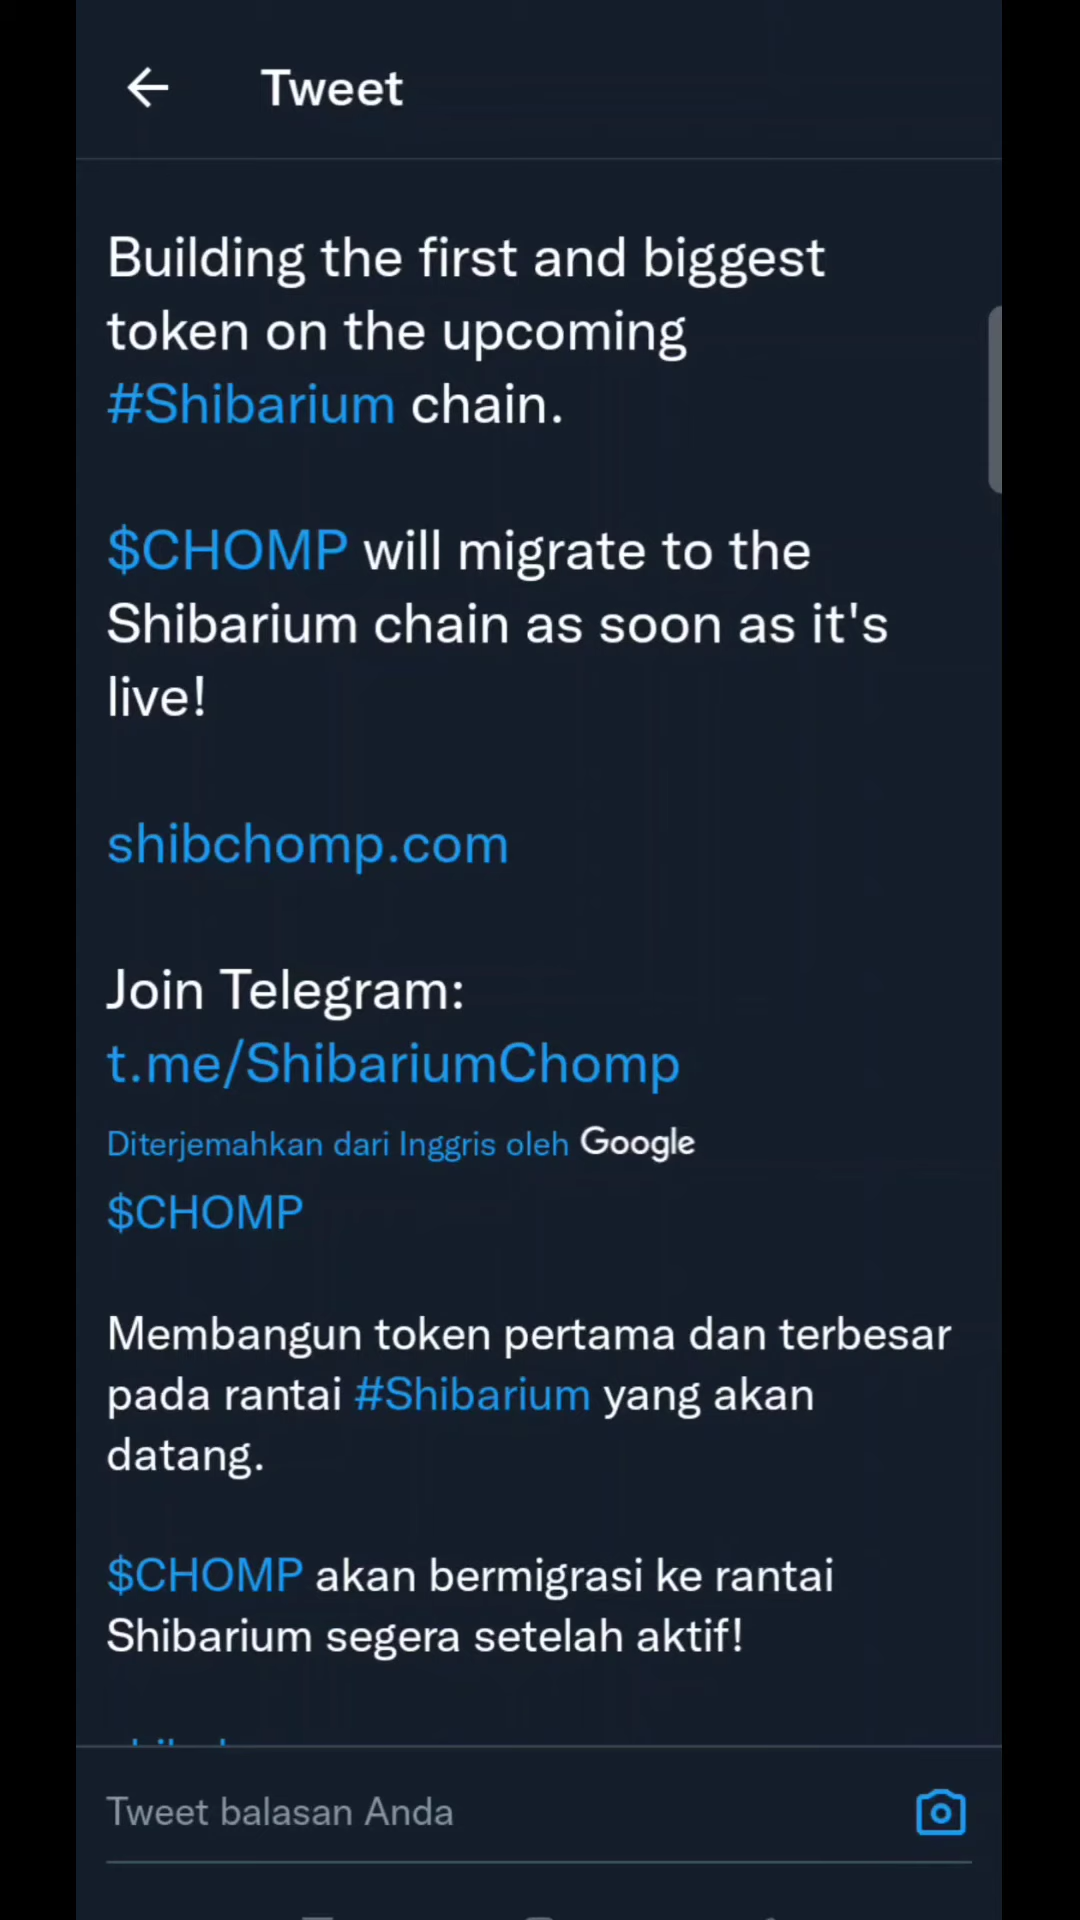 Tweet
Building the first and biggest
token on the upcoming
#Shibarium chain.
$CHOMP will migrate to the
Shibarium chain as soon as it's
live!
shibchomp.com
Join Telegram:
t.me/ShibariumChomp
Diterjemahkan dari Inggris oleh Google
$CHOMP
Membangun token pertama dan terbesar
pada rantai #Shibarium yang akan
datang.
$CHOMP akan bermigrasi ke rantai
Shibarium segera setelah aktif!
Tweet balasan Anda